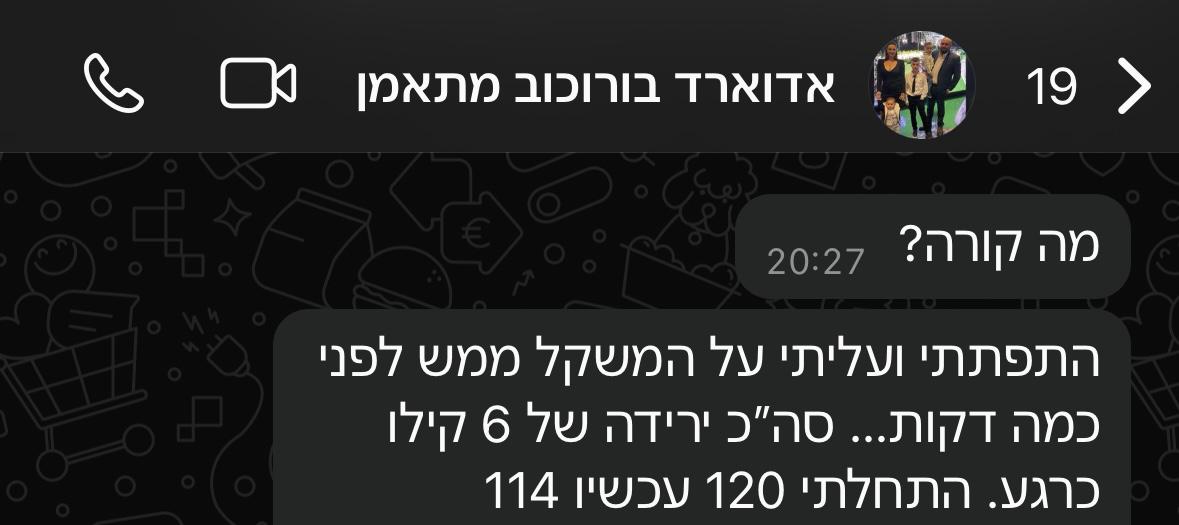 19
אדוארד בורוכוב מתאמן
מה קורה?
20:27
התפתתי ועליתי על המשקל ממש לפני
כמה דקות... סה״כ ירידה של 6 קילו
כרגע. התחלתי 120 עכשיו 114